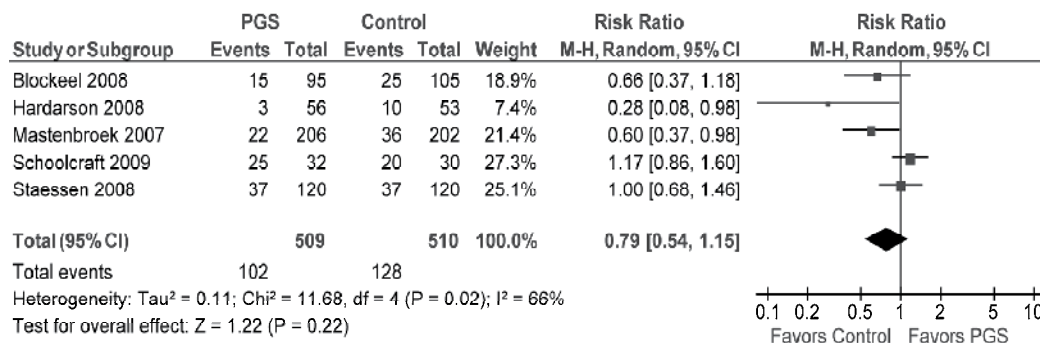 PGS Control Risk Ratio Risk Ratio
Study or Subgroup Events Total Events Total Weight M-H, Random, 95% CI M-H, Random, 95% CI
Blockeel 2008 15 95 25 105 18.9% 0.66 [0.37, 1.18]
Hardarson 2008 3 56 10 53 7.4% 0.28 [0.08, 0.98]
Mastenbroek 2007 22 206 36 202 21.4% 0.60 [0.37, 0.98]
Schoolcraft 2009 25 32 20 30 27.3% 1.17 [0.86, 1.60]
Staessen 2008 37 120 37 120 25.1% 1.00 [0.68, 1.46]
Total (95% CI) 509 510 100.0% 0.79 [0.54, 1.15]
Total events 102 128
Heterogeneity: Tau² = 0.11; Chi² = 11.68, df = 4 (P = 0.02); I² = 66%
Test for overall effect: Z = 1.22 (P = 0.22)
0.1 0.2 0.5 1 2 5 10
Favors Control Favors PGS